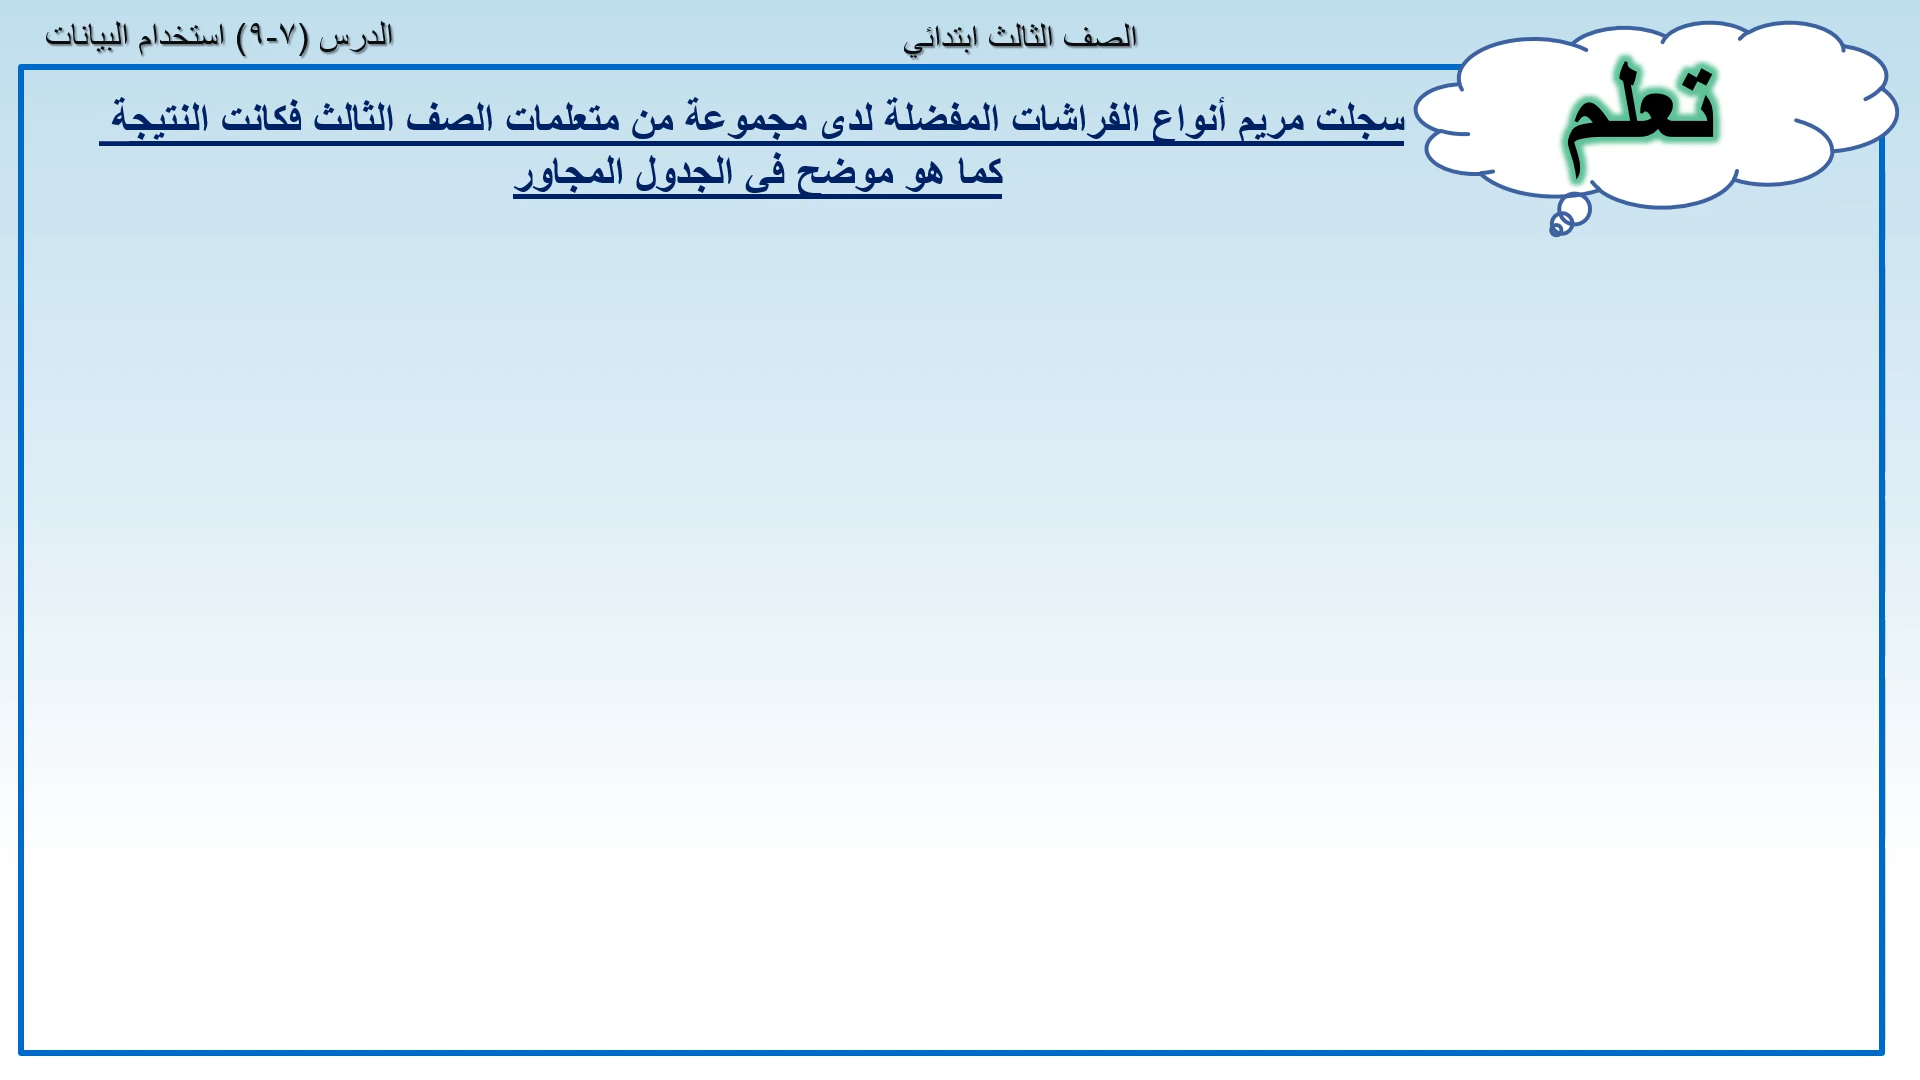 الصف الثالث ابتدائي
الدرس (٧-٩) استخدام البيانات
تعلم
سجلت مريم أنواع الفراشات المفضلة لدى مجموعة من متعلمات الصف الثالث فكانت النتيجة
كما هو موضح في الجدول المجاور